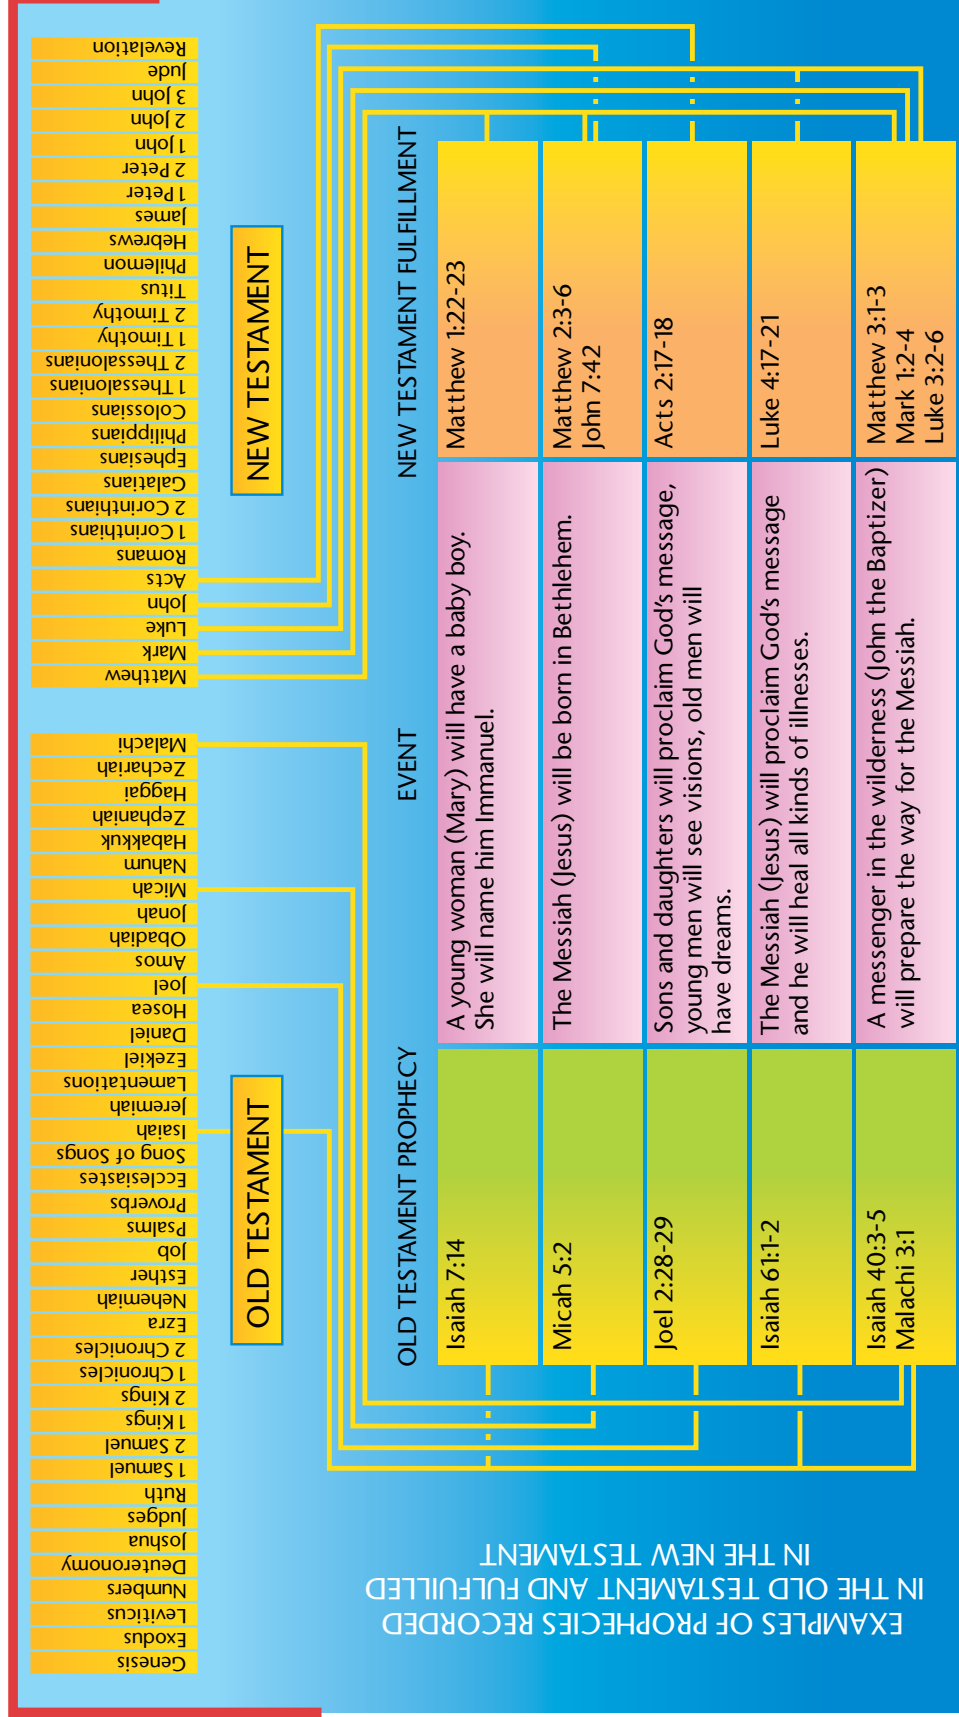 EXAMPLES OF PROPHECIES RECORDED
IN THE OLD TESTAMENT AND FULFUILLED
IN THE NEW TESTAMENT
Genesis
Exodus
Leviticus
Numbers
Deuteronomy
Joshua
Judges
Ruth
1 Samuel
2 Samuel
1 Kings
2 Kings
1 Chronicles
2 Chronicles
Ezra
Nehemiah
Esther
Job
Psalms
Proverbs
Ecclesiastes
Song of Songs
Isaiah
Jeremiah
Lamentations
Ezekiel
Daniel
Hosea
Joel
Amos
Obadiah
Jonah
Micah
Nahum
Habakkuk
Zephaniah
Haggai
Zechariah
Malachi
Matthew
Mark
Luke
John
Acts
Romans
1 Corinthians
2 Corinthians
Galatians
Ephesians
Philippians
Colossians
1 Thessalonians
2 Thessalonians
1 Timothy
2 Timothy
Titus
Philemon
Hebrews
James
1 Peter
2 Peter
1 John
2 John
3 John
Jude
Revelation
OLD TESTAMENT
NEW TESTAMENT
OLD TESTAMENT PROPHECY
EVENT
NEW TESTAMENT FULFILLMENT
Isaiah 7:14
A young woman (Mary) will have a baby boy.
She will name him Immanuel.
Matthew 1:22-23
Micah 5:2
The Messiah (Jesus) will be born in Bethlehem.
Matthew 2:3-6
John 7:42
Joel 2:28-29
Sons and daughters will proclaim God's message,
young men will see visions, old men will
have dreams.
Acts 2:17-18
Isaiah 61:1-2
The Messiah (Jesus) will proclaim God's message
and he will heal all kinds of illnesses.
Luke 4:17-21
Isaiah 40:3-5
Malachi 3:1
A messenger in the wilderness (John the Baptizer)
will prepare the way for the Messiah.
Matthew 3:1-3
Mark 1:2-4
Luke 3:2-6